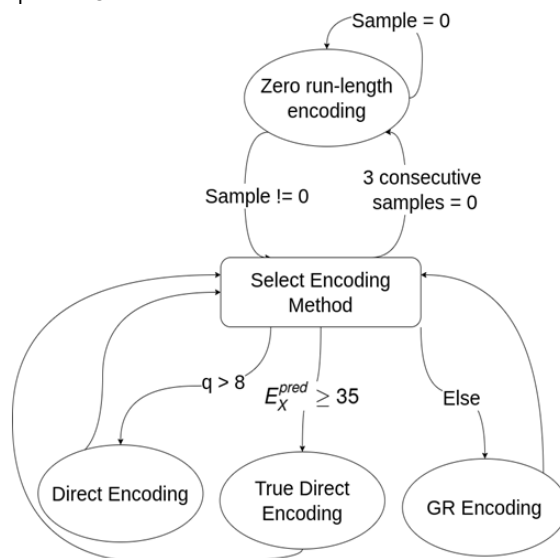 Sample = 0
Zero run-length
encoding
Sample != 0
3 consecutive
samples = 0
Select Encoding
Method
q > 8
E_X^{pred} ≥ 35
Else
Direct Encoding
True Direct
Encoding
GR Encoding